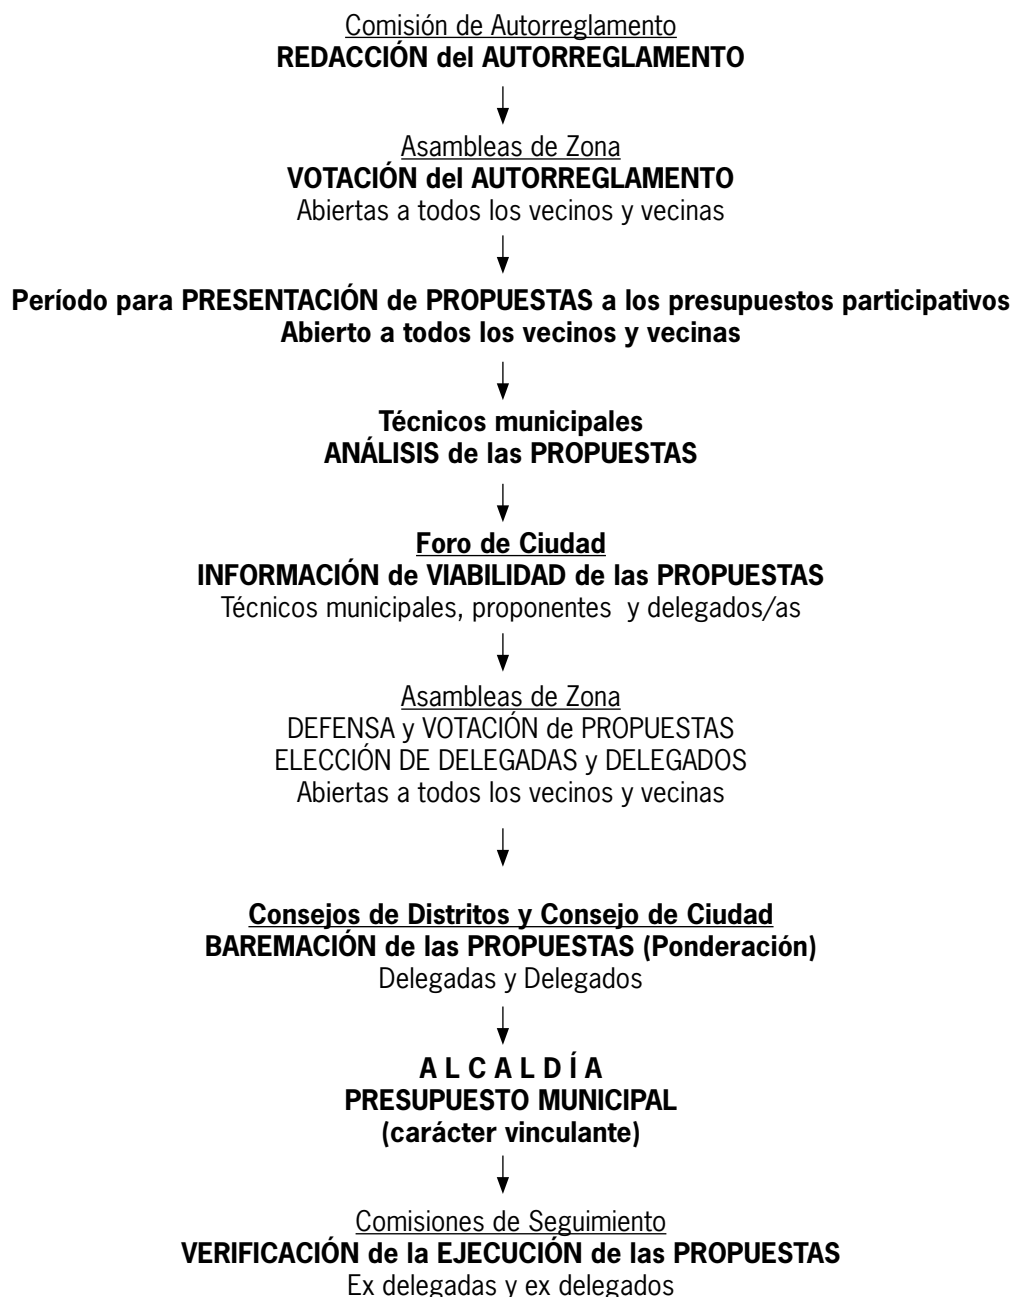 Comisión de Autorreglamento
REDACCIÓN del AUTORREGLAMENTO
Asambleas de Zona
VOTACIÓN del AUTORREGLAMENTO
Abiertas a todos los vecinos y vecinas
Período para PRESENTACIÓN de PROPUESTAS a los presupuestos participativos
Abierto a todos los vecinos y vecinas
Técnicos municipales
ANÁLISIS de las PROPUESTAS
Foro de Ciudad
INFORMACIÓN de VIABILIDAD de las PROPUESTAS
Técnicos municipales, proponentes y delegados/as
Asambleas de Zona
DEFENSA y VOTACIÓN de PROPUESTAS
ELECCIÓN DE DELEGADAS y DELEGADOS
Abiertas a todos los vecinos y vecinas
Consejos de Distritos y Consejo de Ciudad
BAREMACIÓN de las PROPUESTAS (Ponderación)
Delegadas y Delegados
A L C A L D Í A
PRESUPUESTO MUNICIPAL
(carácter vinculante)
Comisiones de Seguimiento
VERIFICACIÓN de la EJECUCIÓN de las PROPUESTAS
Ex delegadas y ex delegados